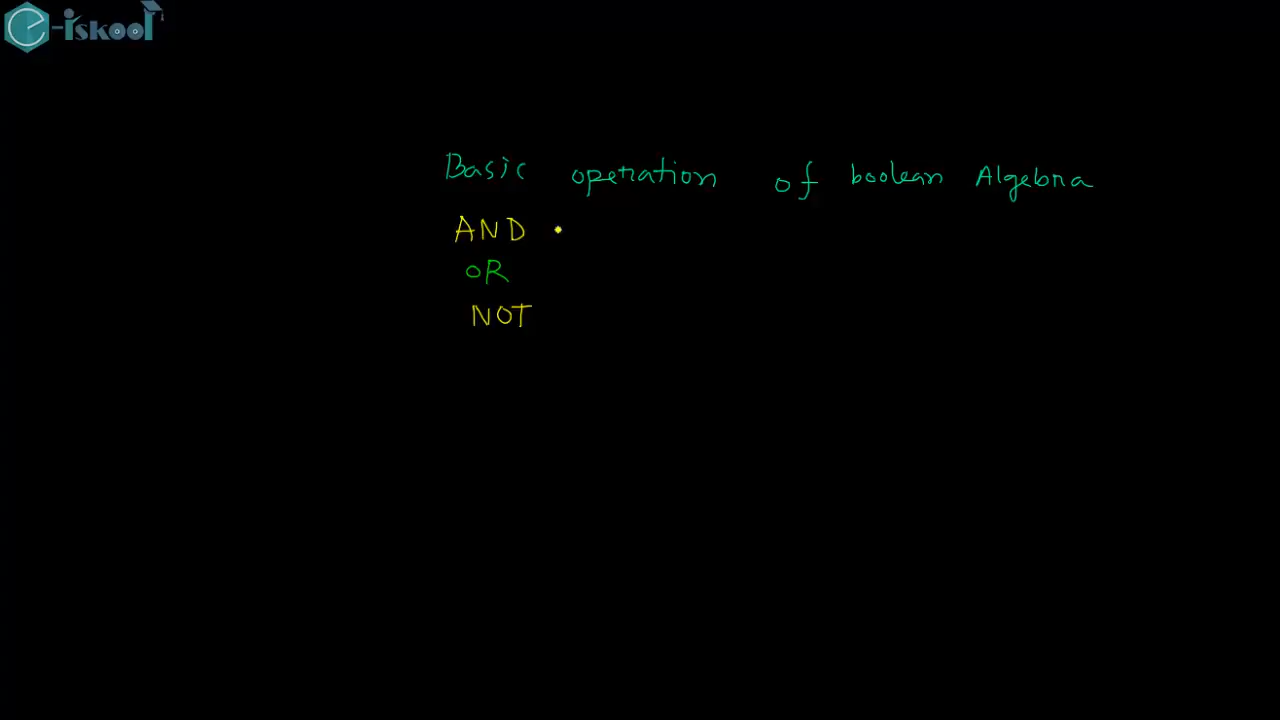 e-iskool
Basic operation of boolean Algebra
AND •
OR
NOT